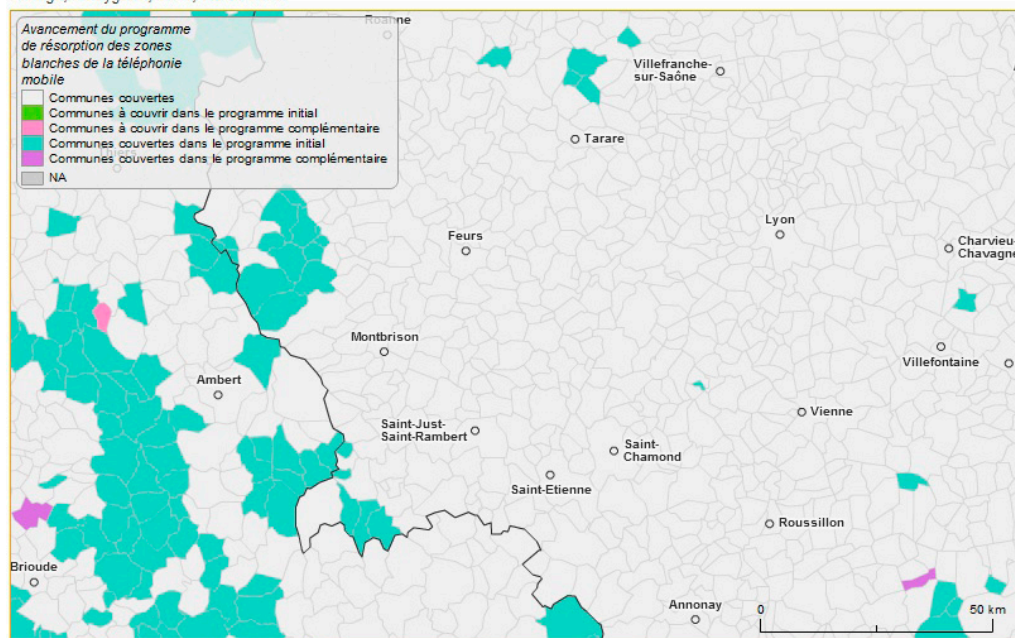 Avancement du programme
de résorption des zones
blanches de la téléphonie
mobile
Communes couvertes
Communes à couvrir dans le programme initial
Communes à couvrir dans le programme complémentaire
Communes couvertes dans le programme initial
Communes couvertes dans le programme complémentaire
NA
Roanne
Thiers
Villefranche-
sur-Saône
Tarare
Lyon
Feurs
Charvieu-
Chavagne
Montbrison
Villefontaine
Ambert
Vienne
Saint-Just-
Saint-Rambert
Saint-
Chamond
Saint-Etienne
Roussillon
Brioude
Annonay
0
50 km